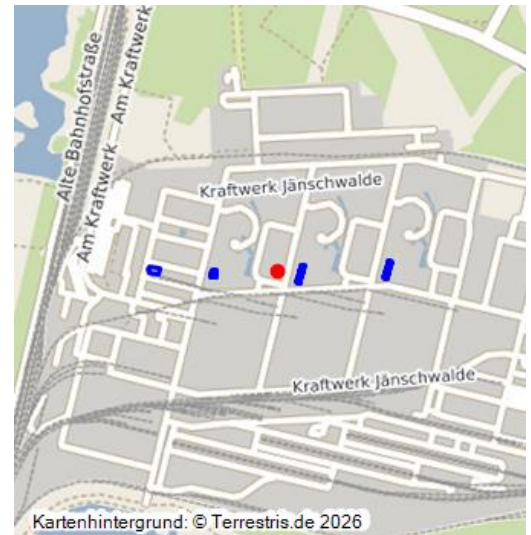 Alte Bahnhofstraße
Am Kraftwerk – Am Kraftwerk
Kraftwerk Jänschwalde
Kraftwerk Jänschwalde
Kartenhintergrund: © Terrestris.de 2026